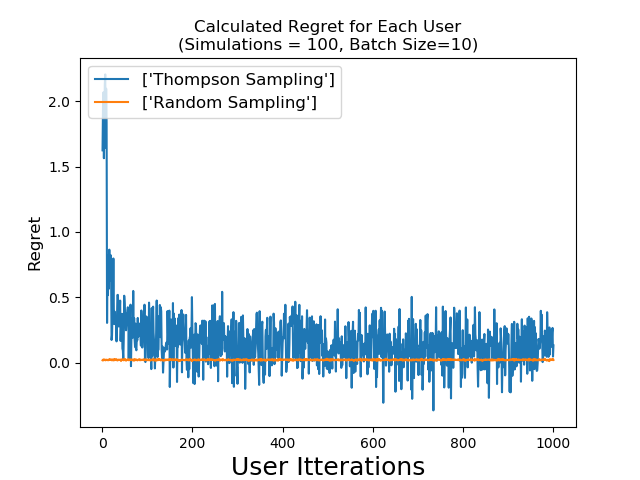 Calculated Regret for Each User
(Simulations = 100, Batch Size=10)
['Thompson Sampling']
['Random Sampling']
2.0
1.5
1.0
0.5
0.0
Regret
0 200 400 600 800 1000
User Itterations